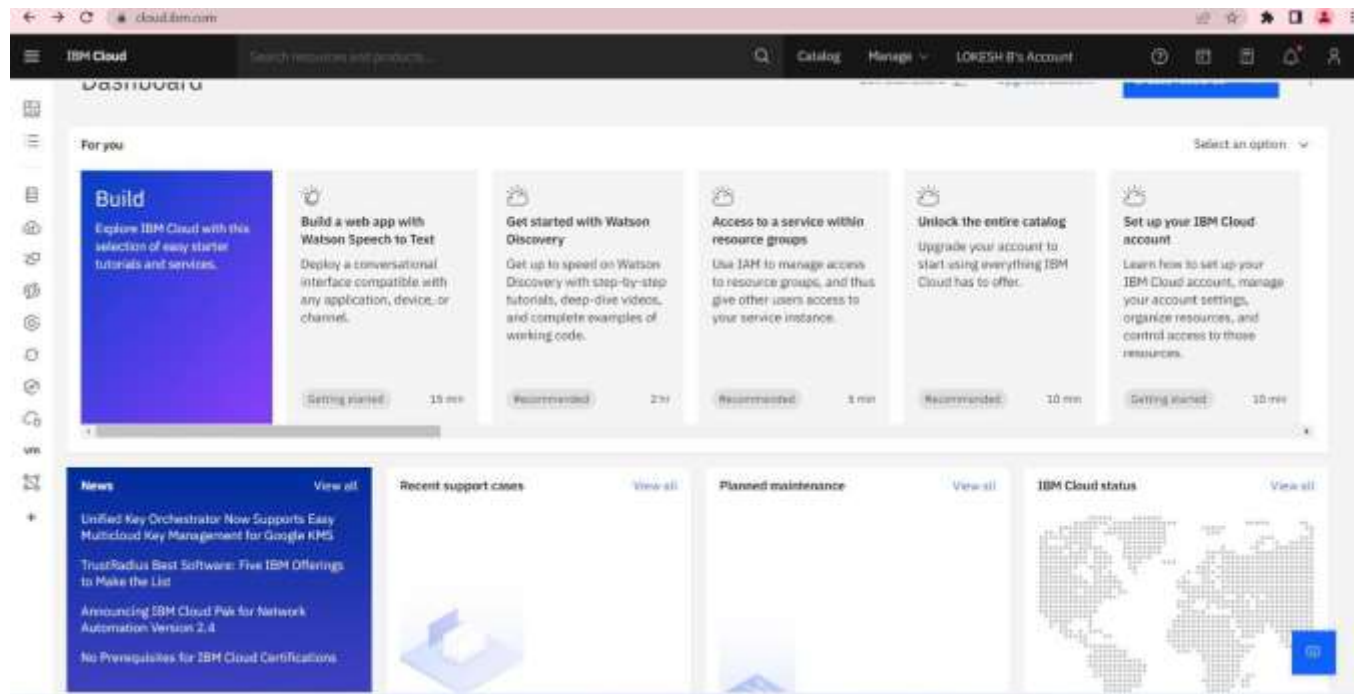 cloud.ibm.com
IBM Cloud
Search resources and products...
Catalog
Manage
LOKESH B's Account
Dashboard
For you
Select an option
Build
Explore IBM Cloud with this
selection of easy starter
tutorials and services.
Build a web app with
Watson Speech to Text
Deploy a conversational
interface compatible with
any application, device, or
channel.
Getting started
15 min
Get started with Watson
Discovery
Get up to speed on Watson
Discovery with step-by-step
tutorials, deep-dive videos,
and complete examples of
working code.
Recommended
2 hr
Access to a service within
resource groups
Use IAM to manage access
to resource groups, and thus
give other users access to
your service instance.
Recommended
5 min
Unlock the entire catalog
Upgrade your account to
start using everything IBM
Cloud has to offer.
Recommended
10 min
Set up your IBM Cloud
account
Learn how to set up your
IBM Cloud account, manage
your account settings,
organize resources, and
control access to those
resources.
Getting started
10 min
vm
News
View all
Unified Key Orchestrator Now Supports Easy
Multicloud Key Management for Google KMS
TrustRadius Best Software: Five IBM Offerings
to Make the List
Announcing IBM Cloud Pak for Network
Automation Version 2.4
No Prerequisites for IBM Cloud Certifications
Recent support cases
View all
Planned maintenance
View all
IBM Cloud status
View all